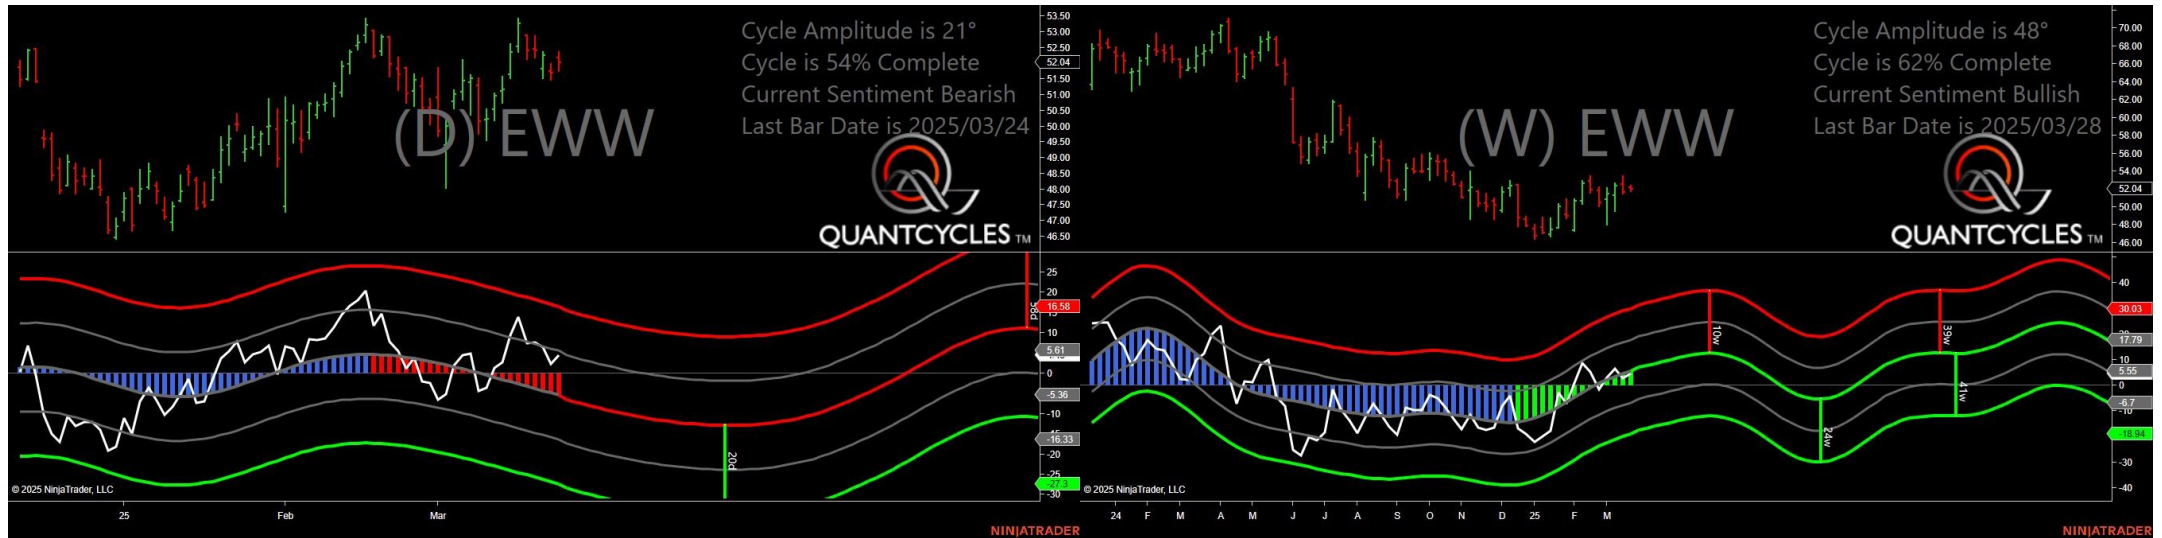 Cycle Amplitude is 21°
Cycle is 54% Complete
Current Sentiment Bearish
Last Bar Date is 2025/03/24
(D) EWW
QUANTCYCLES TM
53.50
53.00
52.50
52.04
51.50
51.00
50.50
50.00
49.50
49.00
48.50
48.00
47.50
47.00
46.50
25
20
16.58
10
5.61
0
-5.36
-10
-16.33
-20
-25
-27.3
-30
20d
© 2025 NinjaTrader, LLC
25 Feb Mar
NINJATRADER
Cycle Amplitude is 48°
Cycle is 62% Complete
Current Sentiment Bullish
Last Bar Date is 2025/03/28
(W) EWW
QUANTCYCLES TM
70.00
68.00
66.00
64.00
62.00
60.00
58.00
56.00
54.00
52.04
50.00
48.00
46.00
40
30.03
17.79
10
5.55
0
-6.7
-10
-18.94
-30
-40
10w
24w
39w
41w
© 2025 NinjaTrader, LLC
24 F M A M J J A S O N D 25 F M
NINJATRADER